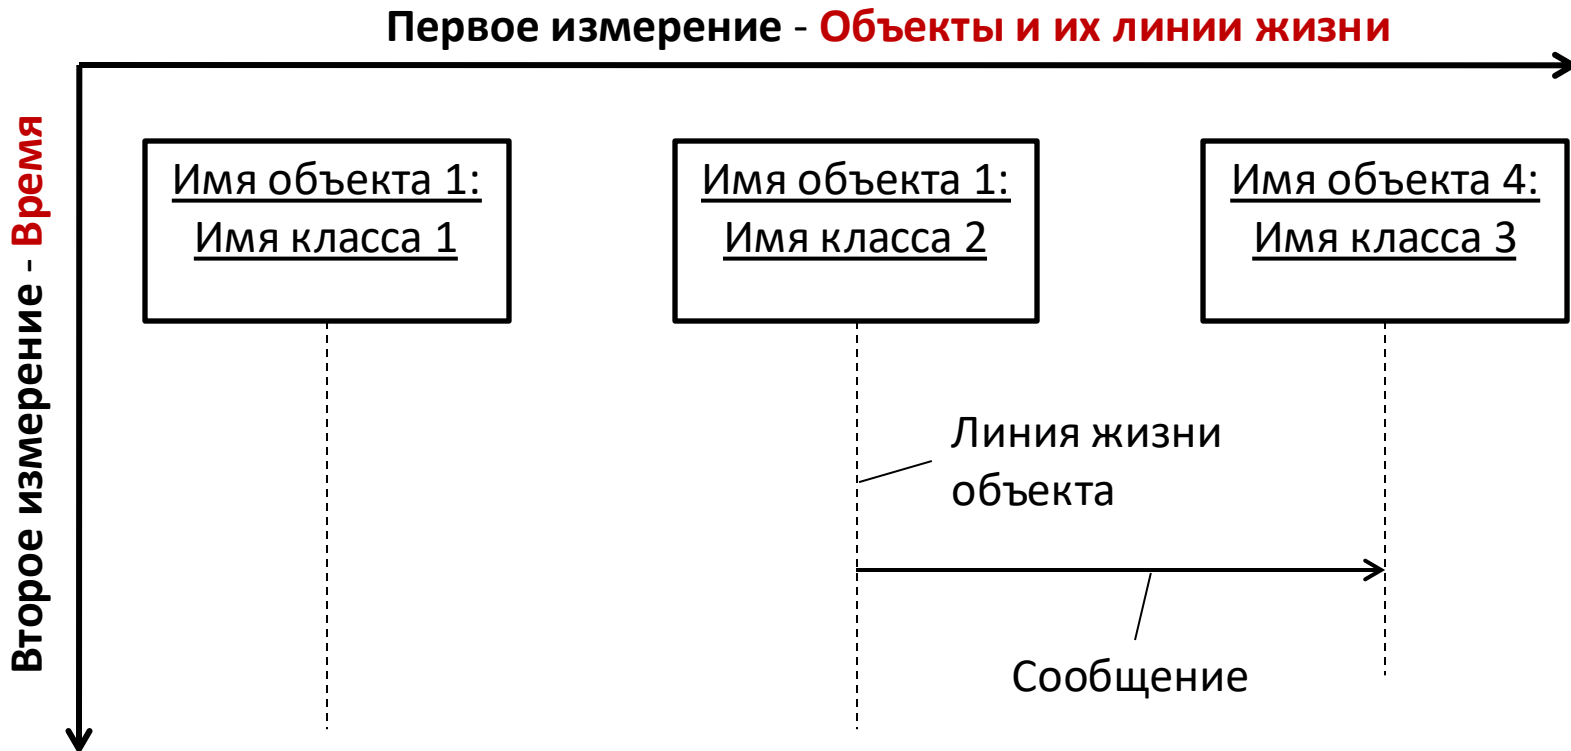 Первое измерение - Объекты и их линии жизни
Второе измерение - Время
Имя объекта 1:
Имя класса 1
Имя объекта 1:
Имя класса 2
Имя объекта 4:
Имя класса 3
Линия жизни
объекта
Сообщение